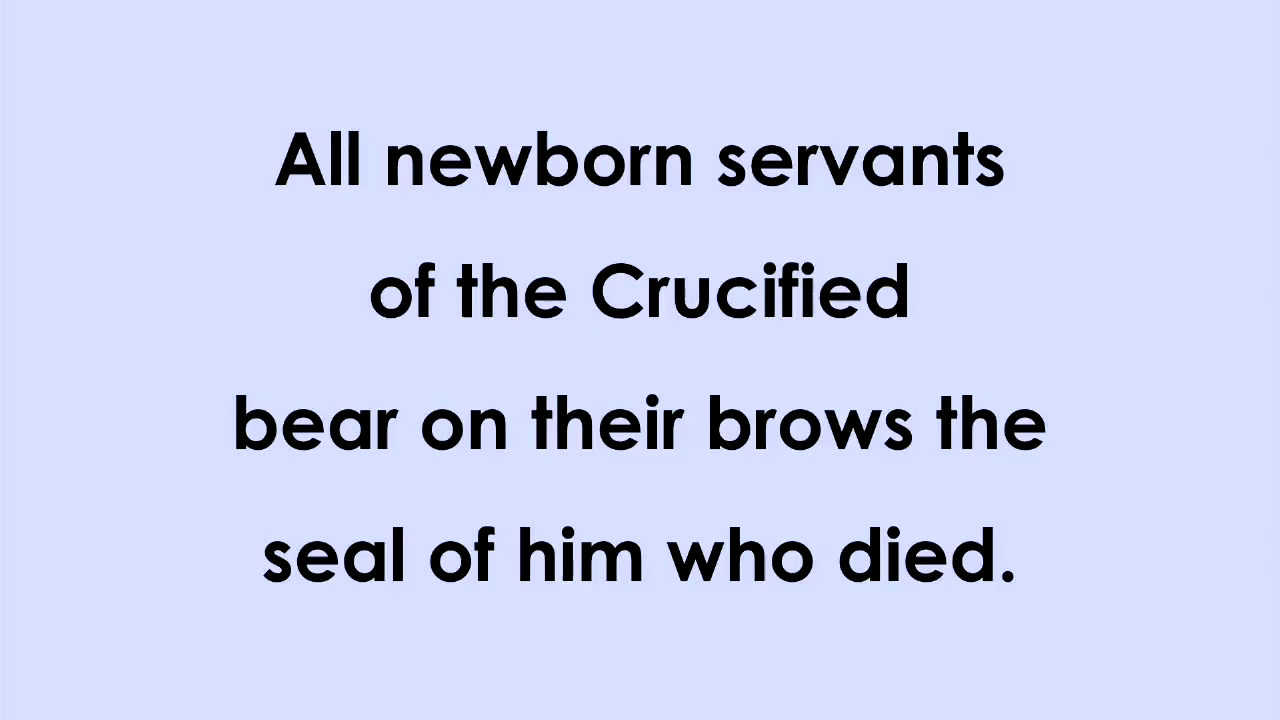 All newborn servants
of the Crucified
bear on their brows the
seal of him who died.